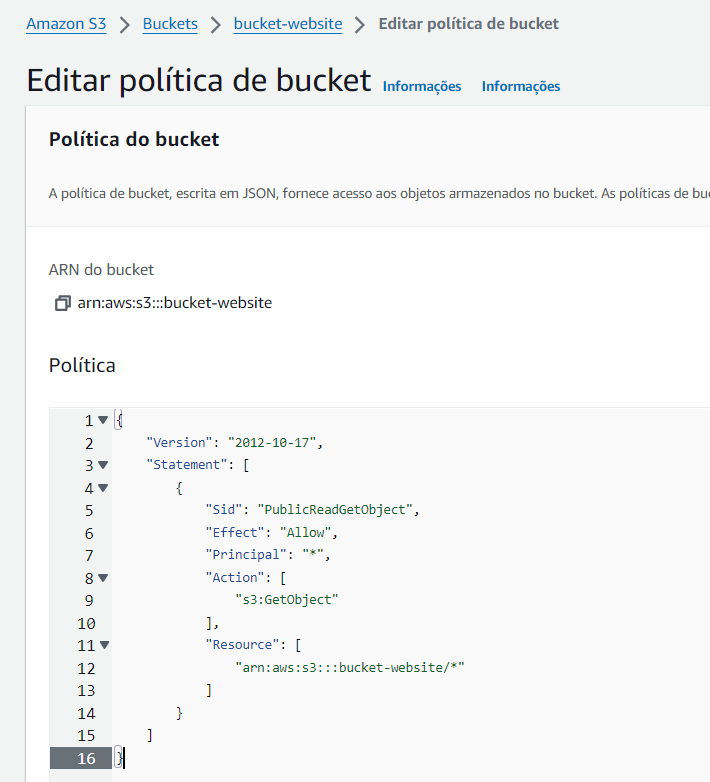 Amazon S3 > Buckets > bucket-website > Editar política de bucket
Editar política de bucket Informações Informações
Política do bucket
A política de bucket, escrita em JSON, fornece acesso aos objetos armazenados no bucket. As políticas de
ARN do bucket
arn:aws:s3:::bucket-website
Política
1 {
2     "Version": "2012-10-17",
3     "Statement": [
4         {
5             "Sid": "PublicReadGetObject",
6             "Effect": "Allow",
7             "Principal": "*",
8             "Action": [
9                 "s3:GetObject"
10             ],
11             "Resource": [
12                 "arn:aws:s3:::bucket-website/*"
13             ]
14         }
15     ]
16 }